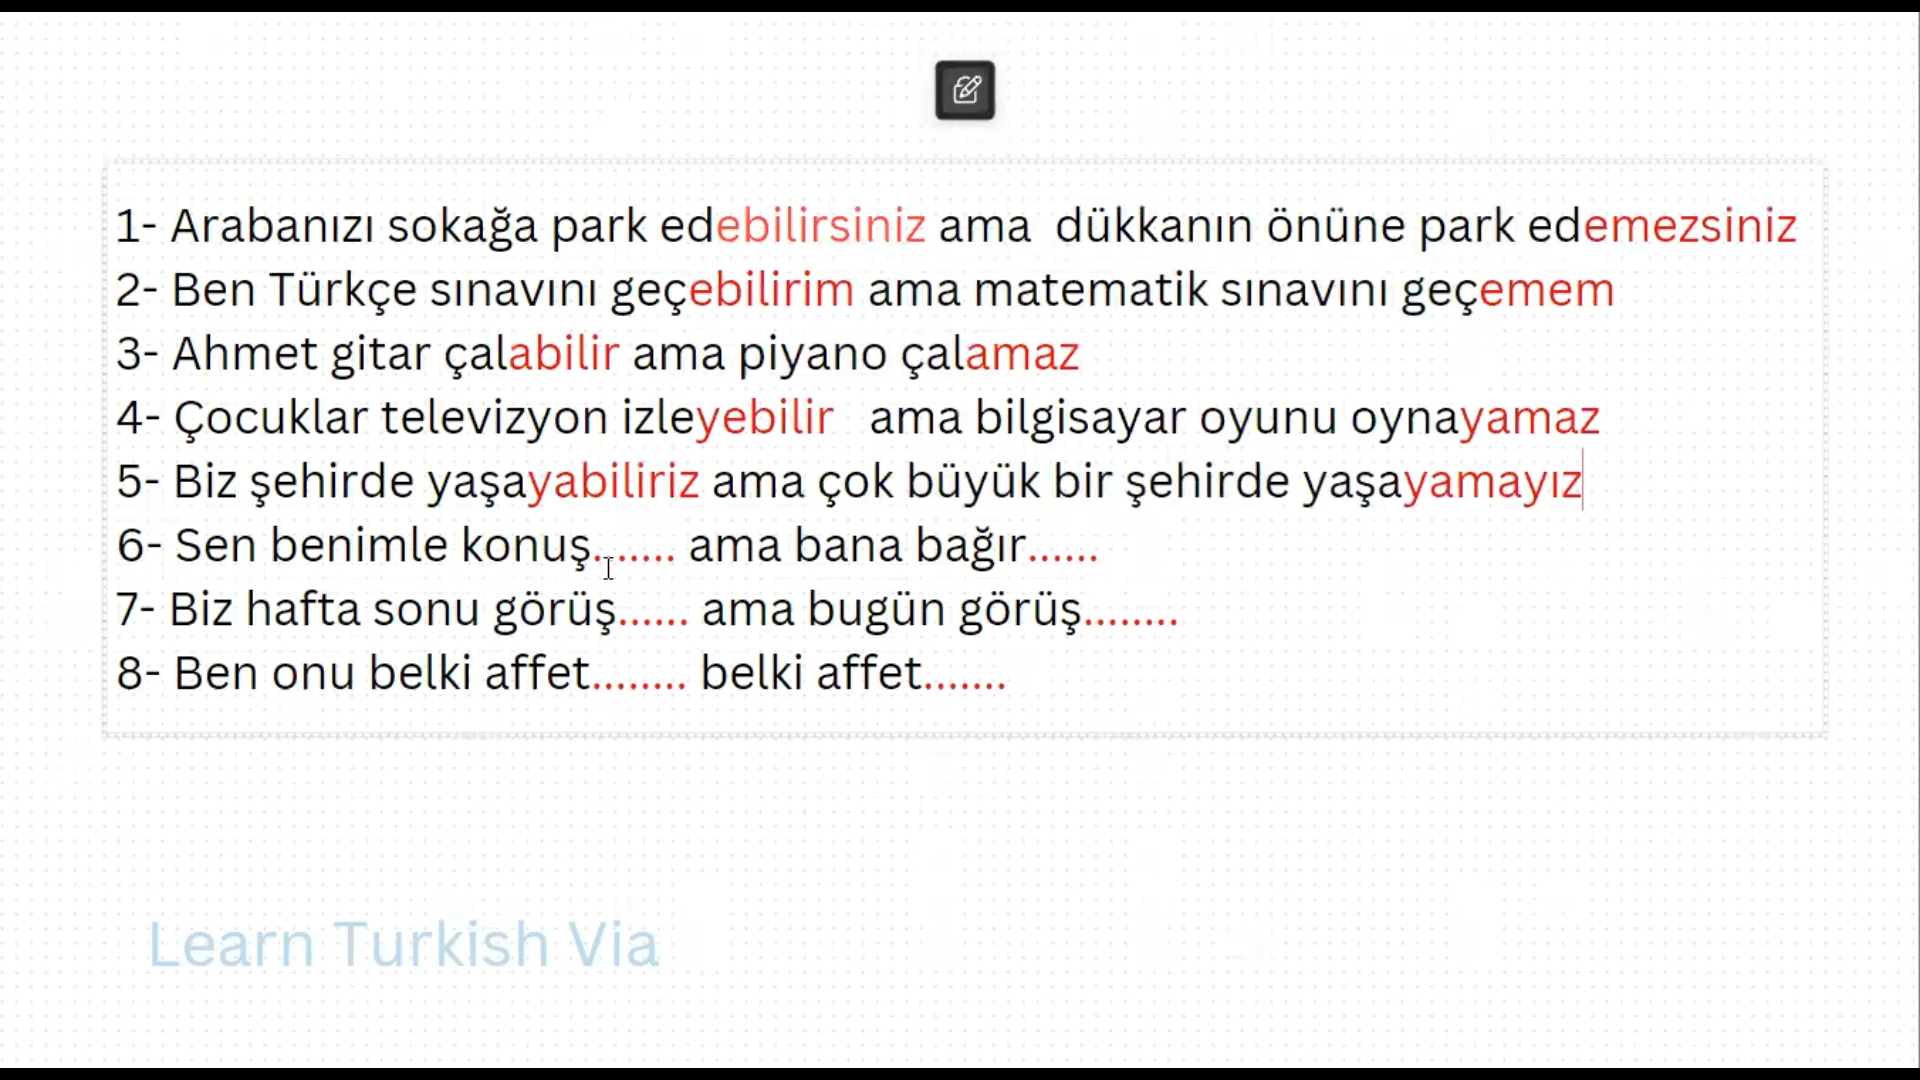 1- Arabanızı sokağa park edebilirsiniz ama  dükkanın önüne park edemezsiniz
2- Ben Türkçe sınavını geçebilirim ama matematik sınavını geçemem
3- Ahmet gitar çalabilir ama piyano çalamaz
4- Çocuklar televizyon izleyebilir   ama bilgisayar oyunu oynayamaz
5- Biz şehirde yaşayabiliriz ama çok büyük bir şehirde yaşayamayız
6- Sen benimle konuş....... ama bana bağır......
7- Biz hafta sonu görüş...... ama bugün görüş........
8- Ben onu belki affet........ belki affet.......
Learn Turkish Via